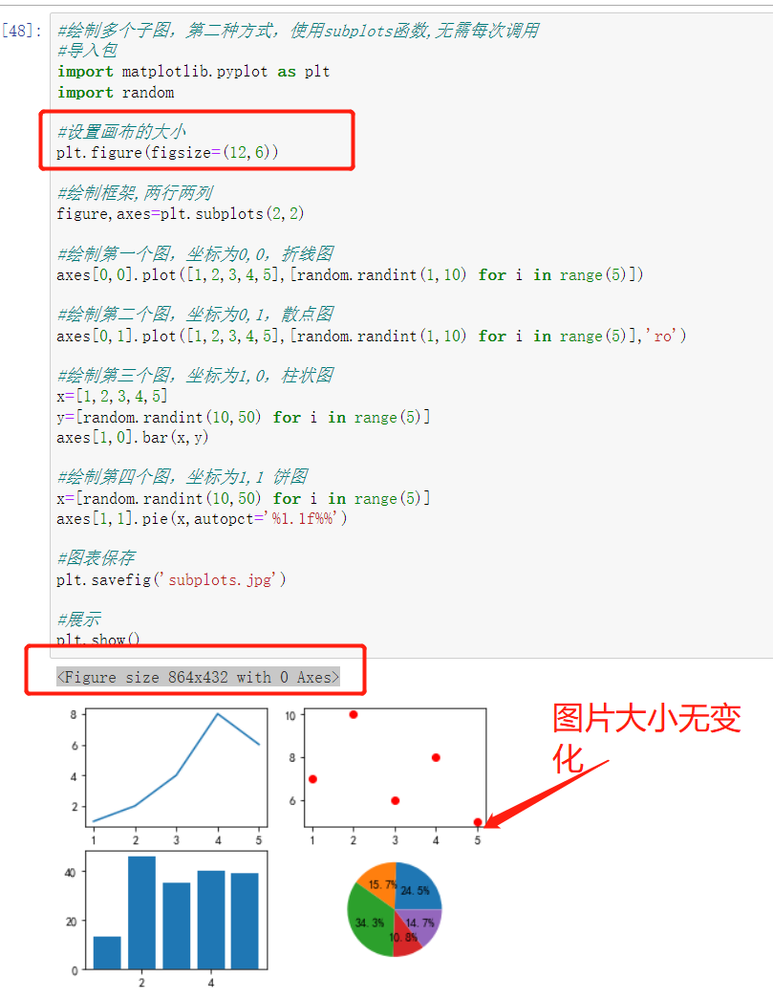 [48]: #绘制多个子图，第二种方式，使用subplots函数,无需每次调用
#导入包
import matplotlib.pyplot as plt
import random
#设置画布的大小
plt.figure(figsize=(12,6))
#绘制框架,两行两列
figure,axes=plt.subplots(2,2)
#绘制第一个图，坐标为0,0，折线图
axes[0,0].plot([1,2,3,4,5],[random.randint(1,10) for i in range(5)])
#绘制第二个图，坐标为0,1，散点图
axes[0,1].plot([1,2,3,4,5],[random.randint(1,10) for i in range(5)],'ro')
#绘制第三个图，坐标为1,0，柱状图
x=[1,2,3,4,5]
y=[random.randint(10,50) for i in range(5)]
axes[1,0].bar(x,y)
#绘制第四个图，坐标为1,1 饼图
x=[random.randint(10,50) for i in range(5)]
axes[1,1].pie(x,autopct='%1.1f%%')
#图表保存
plt.savefig('subplots.jpg')
#展示
plt.show()
<Figure size 864x432 with 0 Axes>
图片大小无变
化
8
6
4
2
1 2 3 4 5
10
8
6
1 2 3 4 5
40
20
0
2 4
15.7%
24.5%
34.3%
14.7%
10.8%